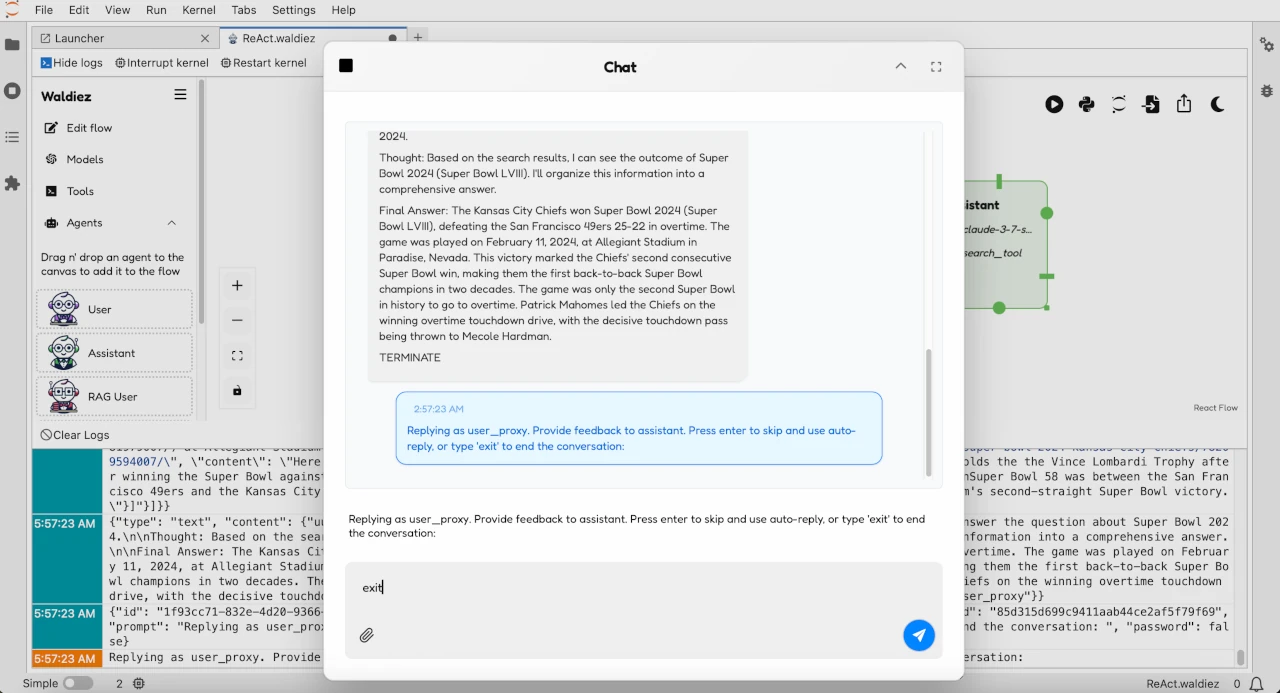 File Edit View Run Kernel Tabs Settings Help
Launcher
ReAct.waldiez
Hide logs Interrupt kernel Restart kernel
Chat
Waldiez
Edit flow
Models
Tools
Agents
Drag n' drop an agent to the
canvas to add it to the flow
User
Assistant
RAG User
Clear Logs
2024.
Thought: Based on the search results, I can see the outcome of Super
Bowl 2024 (Super Bowl LVIII). I'll organize this information into a
comprehensive answer.
Final Answer: The Kansas City Chiefs won Super Bowl 2024 (Super
Bowl LVIII), defeating the San Francisco 49ers 25-22 in overtime. The
game was played on February 11, 2024, at Allegiant Stadium in
Paradise, Nevada. This victory marked the Chiefs' second consecutive
Super Bowl win, making them the first back-to-back Super Bowl
champions in two decades. The game was only the second Super Bowl
in history to go to overtime. Patrick Mahomes led the Chiefs on the
winning overtime touchdown drive, with the decisive touchdown pass
being thrown to Mecole Hardman.
TERMINATE
2:57:23 AM
Replying as user_proxy. Provide feedback to assistant. Press enter to skip and use auto-
reply, or type 'exit' to end the conversation:
Replying as user_proxy. Provide feedback to assistant. Press enter to skip and use auto-reply, or type 'exit' to end
the conversation:
exit
istant
claude-3-7-s...
search_tool
React Flow
9594007/\", \"content\": \"Here
r winning the Super Bowl against
cisco 49ers and the Kansas City
\"}]"}]}}
olds the the Vince Lombardi Trophy afte
nSuper Bowl 58 was between the San Fran
m's second-straight Super Bowl victory.
5:57:23 AM
{"type": "text", "content": {"uu
4.\n\nThought: Based on the sear
\n\nFinal Answer: The Kansas Cit
y 11, 2024, at Allegiant Stadium
wl champions in two decades. The
drive, with the decisive touchdo
nswer the question about Super Bowl 202
nformation into a comprehensive answer.
vertime. The game was played on Februar
ng them the first back-to-back Super Bo
iefs on the winning overtime touchdown
ser_proxy"}}
5:57:23 AM
{"id": "1f93cc71-832e-4d20-9366-
"prompt": "Replying as user_prox
se}
d": "85d315d699c9411aab44ce2af5f79f69",
nd the conversation: ", "password": fal
5:57:23 AM
Replying as user_proxy. Provide
ersation:
Simple 2
ReAct.waldiez 0